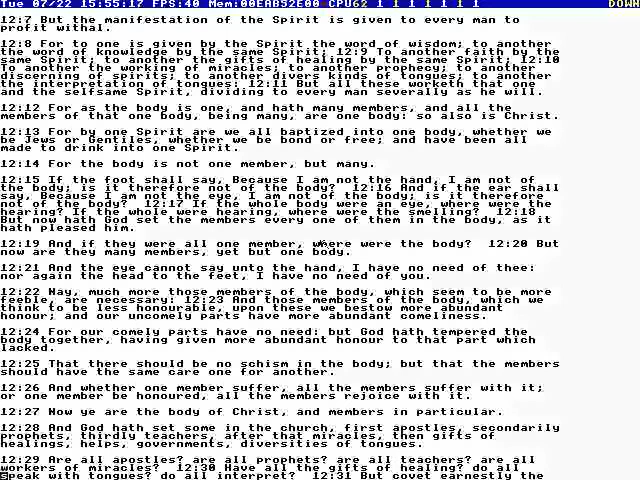 Tue 07/22 15:55:17 FPS:40 Mem:00EAB52E00 CPU62 1 1 1 1 1 1 1 DOWN
12:7 But the manifestation of the Spirit is given to every man to
profit withal.
12:8 For to one is given by the Spirit the word of wisdom; to another
the word of knowledge by the same Spirit; 12:9 To another faith by the
same Spirit; to another the gifts of healing by the same Spirit; 12:10
To another the working of miracles; to another prophecy; to another
discerning of spirits; to another divers kinds of tongues; to another
the interpretation of tongues: 12:11 But all these worketh that one
and the selfsame Spirit, dividing to every man severally as he will.
12:12 For as the body is one, and hath many members, and all the
members of that one body, being many, are one body: so also is Christ.
12:13 For by one Spirit are we all baptized into one body, whether we
be Jews or Gentiles, whether we be bond or free; and have been all
made to drink into one Spirit.
12:14 For the body is not one member, but many.
12:15 If the foot shall say, Because I am not the hand, I am not of
the body; is it therefore not of the body? 12:16 And if the ear shall
say, Because I am not the eye, I am not of the body; is it therefore
not of the body? 12:17 If the whole body were an eye, where were the
hearing? If the whole were hearing, where were the smelling? 12:18
But now hath God set the members every one of them in the body, as it
hath pleased him.
12:19 And if they were all one member, where were the body? 12:20 But
now are they many members, yet but one body.
12:21 And the eye cannot say unto the hand, I have no need of thee:
nor again the head to the feet, I have no need of you.
12:22 Nay, much more those members of the body, which seem to be more
feeble, are necessary: 12:23 And those members of the body, which we
think to be less honourable, upon these we bestow more abundant
honour; and our uncomely parts have more abundant comeliness.
12:24 For our comely parts have no need: but God hath tempered the
body together, having given more abundant honour to that part which
lacked.
12:25 That there should be no schism in the body; but that the members
should have the same care one for another.
12:26 And whether one member suffer, all the members suffer with it;
or one member be honoured, all the members rejoice with it.
12:27 Now ye are the body of Christ, and members in particular.
12:28 And God hath set some in the church, first apostles, secondarily
prophets, thirdly teachers, after that miracles, then gifts of
healings, helps, governments, diversities of tongues.
12:29 Are all apostles? are all prophets? are all teachers? are all
workers of miracles? 12:30 Have all the gifts of healing? do all
speak with tongues? do all interpret? 12:31 But covet earnestly the